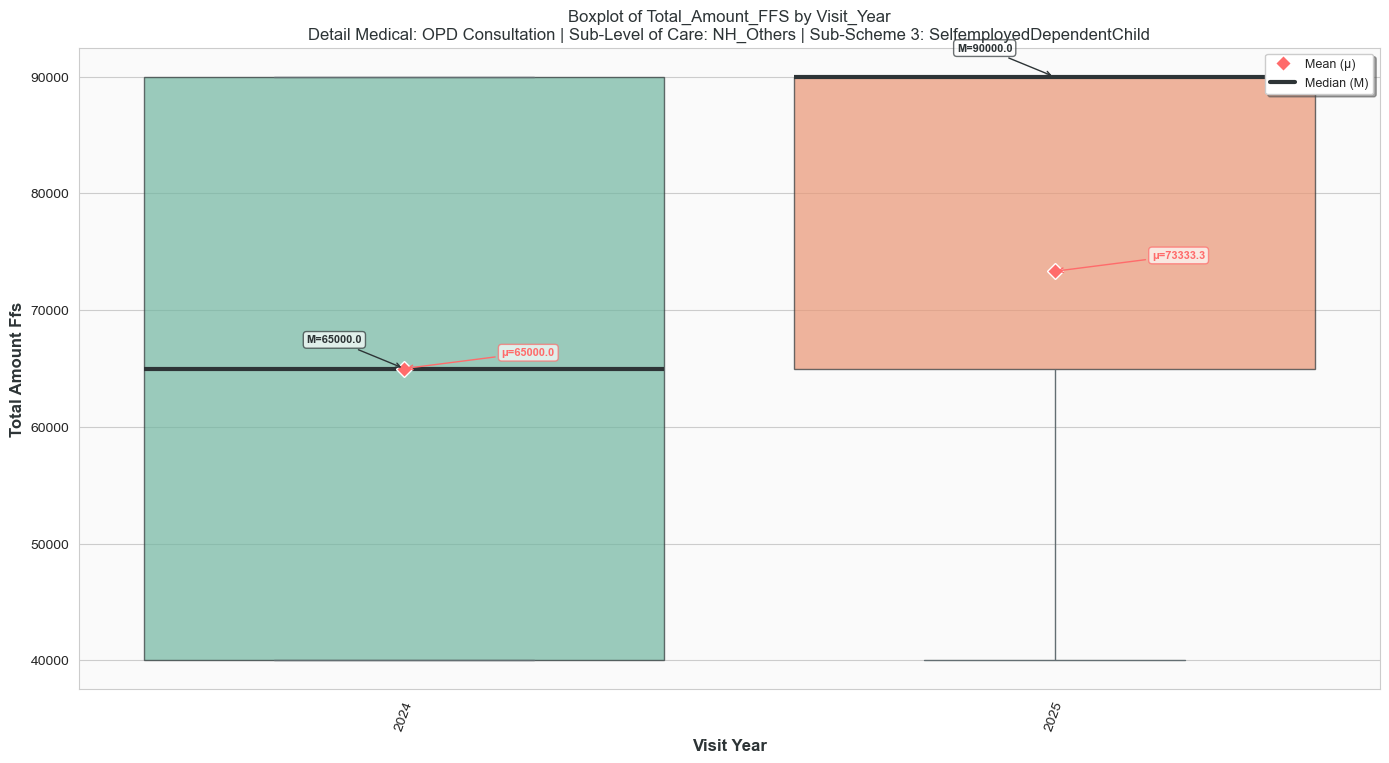 Boxplot of Total_Amount_FFS by Visit_Year
Detail Medical: OPD Consultation | Sub-Level of Care: NH_Others | Sub-Scheme 3: SelfemployedDependentChild
M=90000.0
Mean (μ)
Median (M)
90000
80000
70000
60000
50000
40000
Total Amount Ffs
M=65000.0
μ=65000.0
μ=73333.3
2024
2025
Visit Year